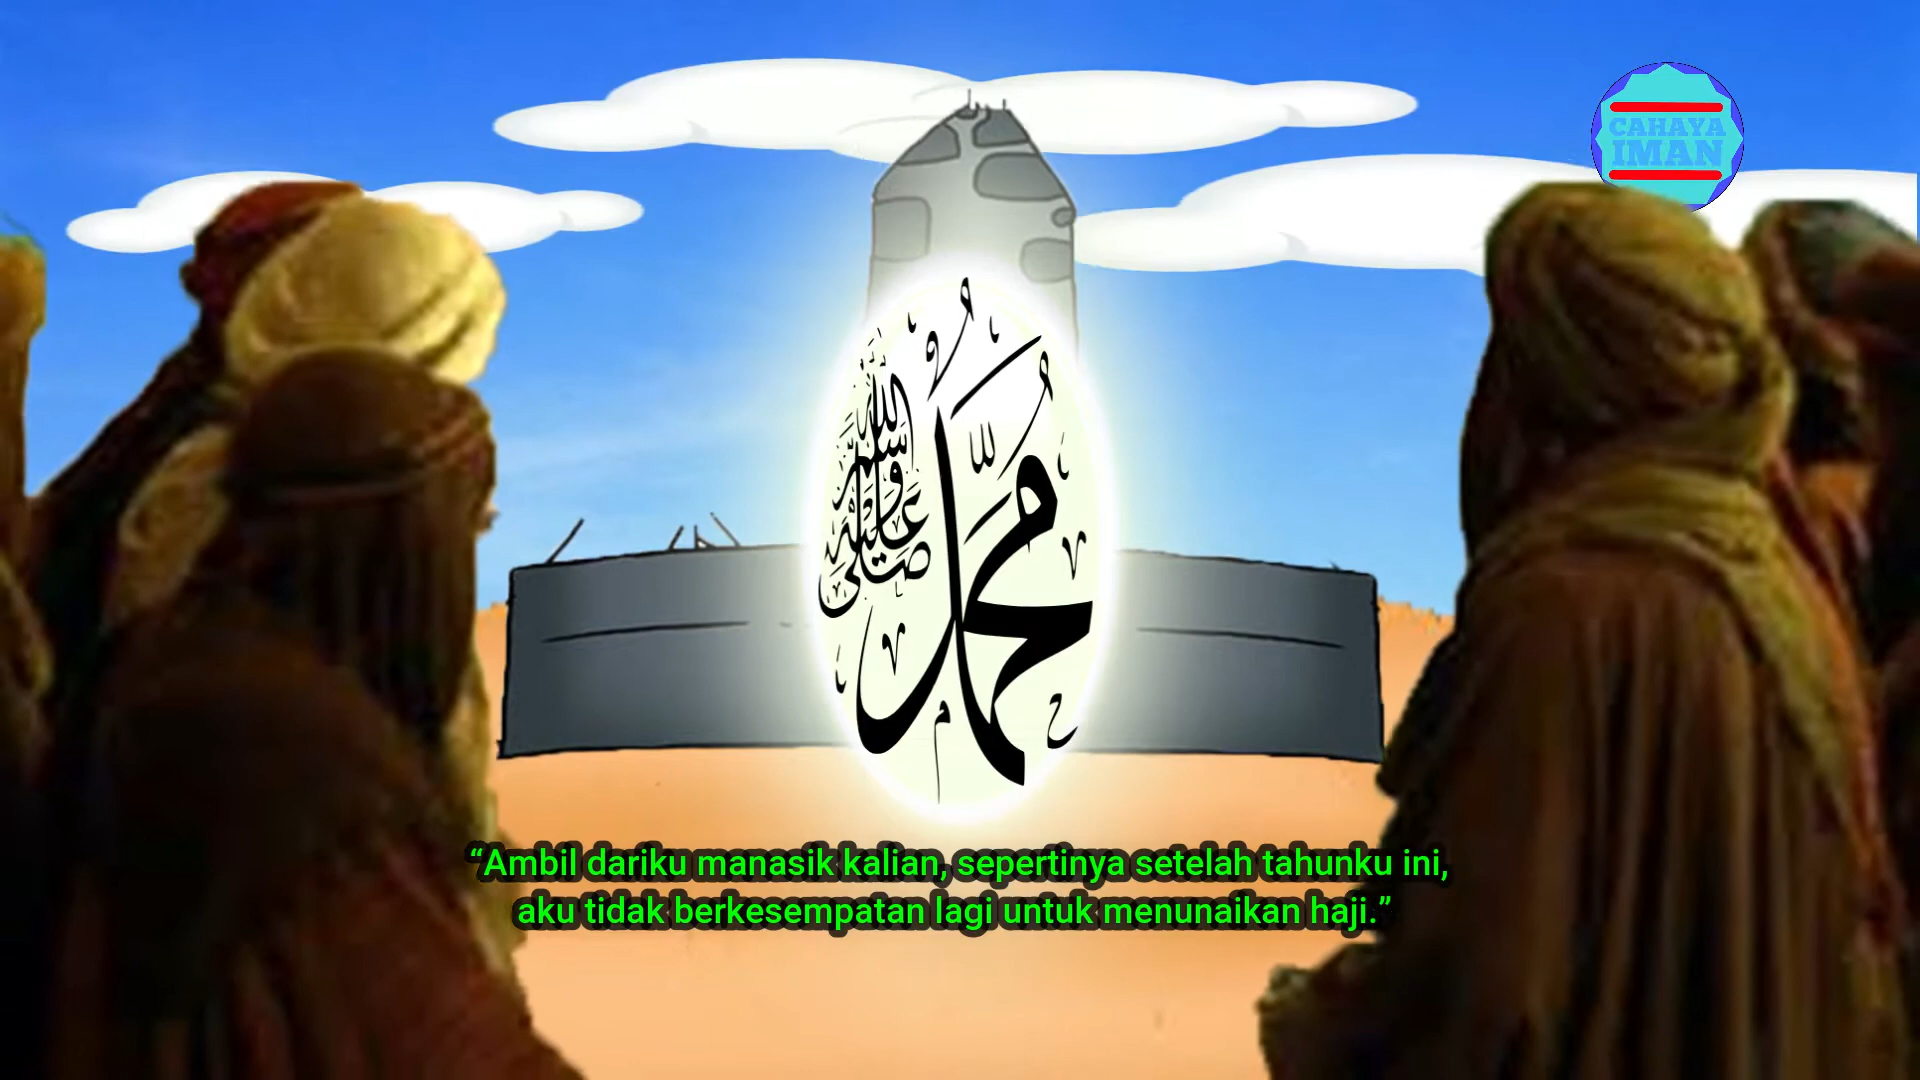 CAHAYA
IMAN
محمد
صلى الله عليه وسلم
“Ambil dariku manasik kalian, sepertinya setelah tahunku ini,
aku tidak berkesempatan lagi untuk menunaikan haji.”